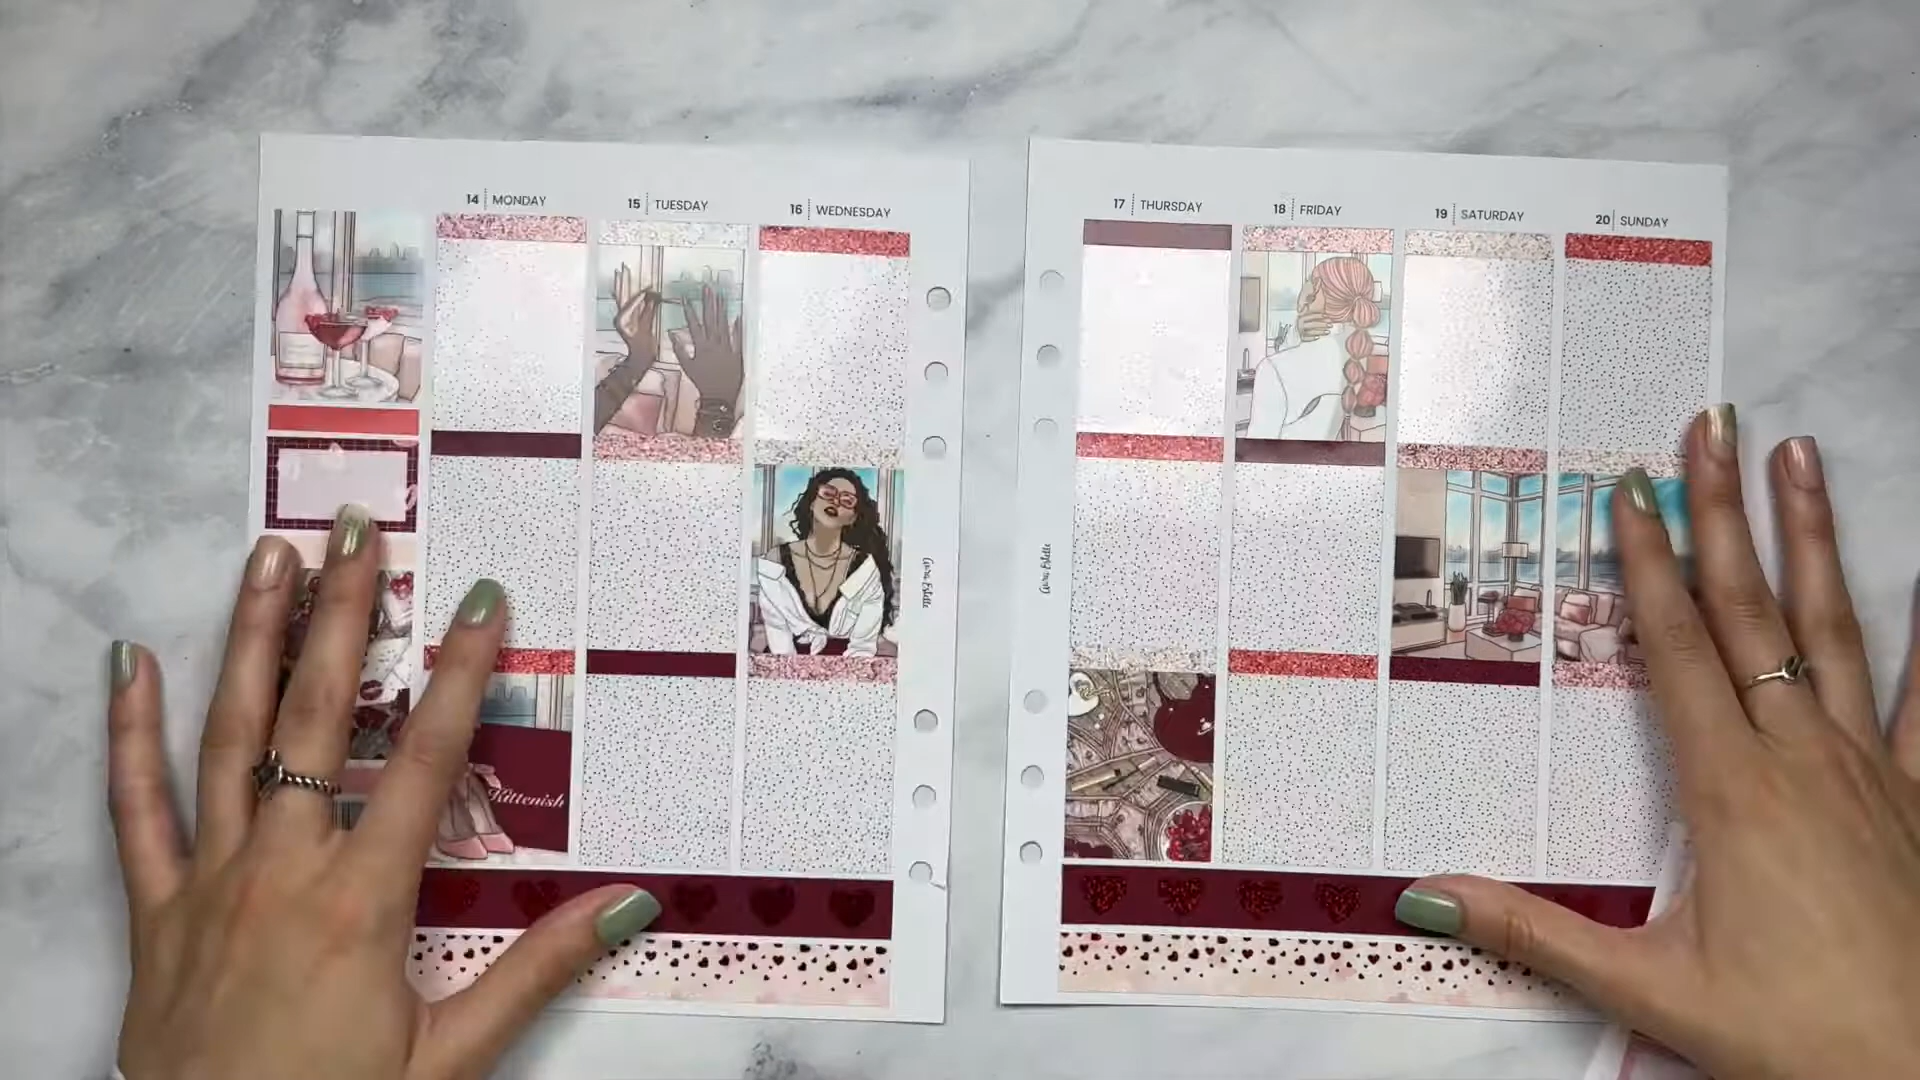 14 MONDAY
15 TUESDAY
16 WEDNESDAY
Kittenish
17 THURSDAY
18 FRIDAY
19 SATURDAY
20 SUNDAY